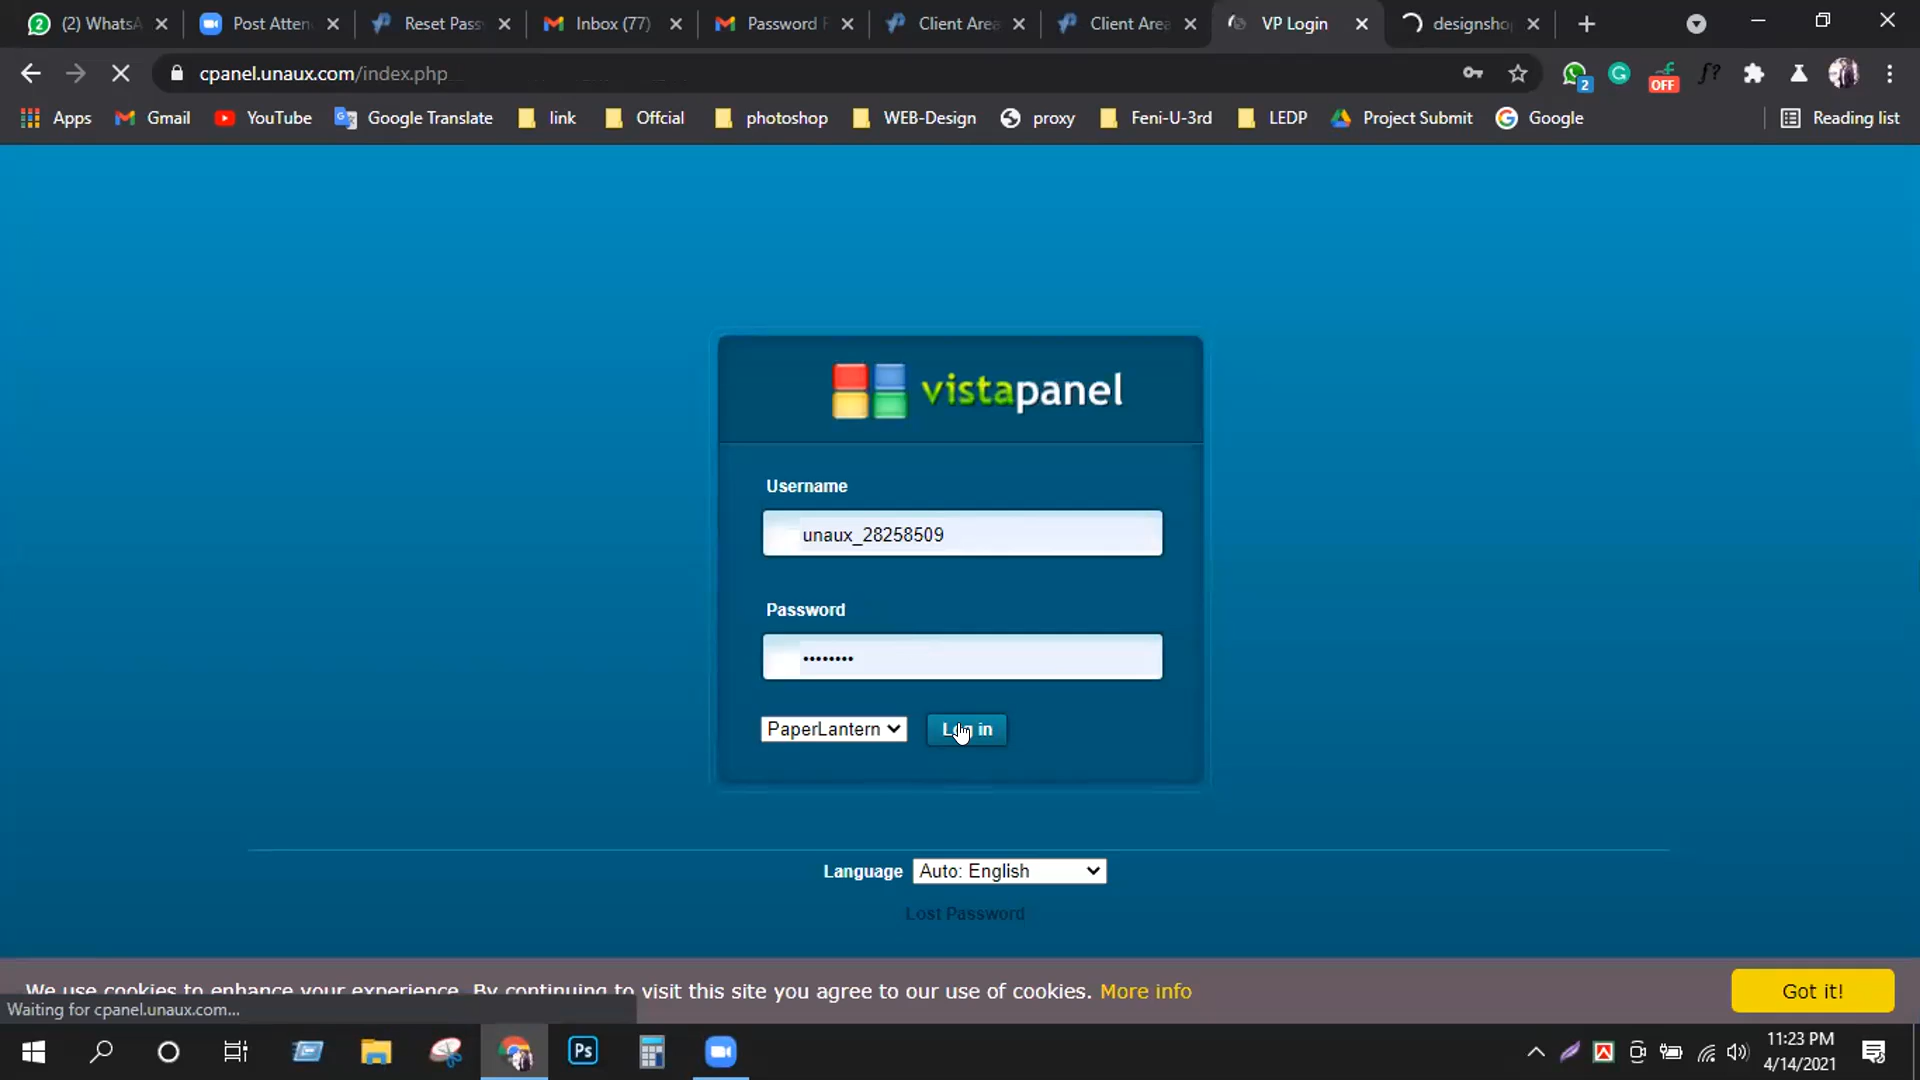 (2) WhatsA
Post Atten
Reset Pass
Inbox (77)
Password F
Client Area
Client Area
VP Login
designshop
cpanel.unaux.com/index.php
2
OFF
ƒ?
Apps
Gmail
YouTube
Google Translate
link
Offcial
photoshop
WEB-Design
proxy
Feni-U-3rd
LEDP
Project Submit
Google
Reading list
vistapanel
Username
unaux_28258509
Password
••••••••
PaperLantern
Log in
Language
Auto: English
Lost Password
We use cookies to enhance your experience. By continuing to visit this site you agree to our use of cookies. More info
Got it!
Waiting for cpanel.unaux.com...
Ps
11:23 PM
4/14/2021